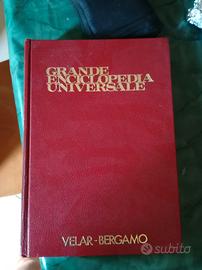 GRANDE
ENCICLOPEDIA
UNIVERSALE
VELAR-BERGAMO
subito